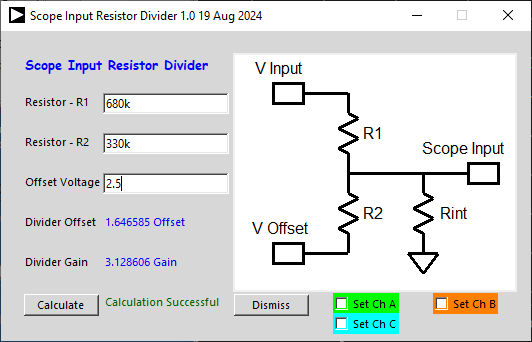 Scope Input Resistor Divider 1.0 19 Aug 2024
Scope Input Resistor Divider
Resistor - R1 680k
Resistor - R2 330k
Offset Voltage 2.5
Divider Offset 1.646585 Offset
Divider Gain 3.128606 Gain
V Input
R1
Scope Input
R2
Rint
V Offset
Calculate
Calculation Successful
Dismiss
Set Ch A
Set Ch B
Set Ch C